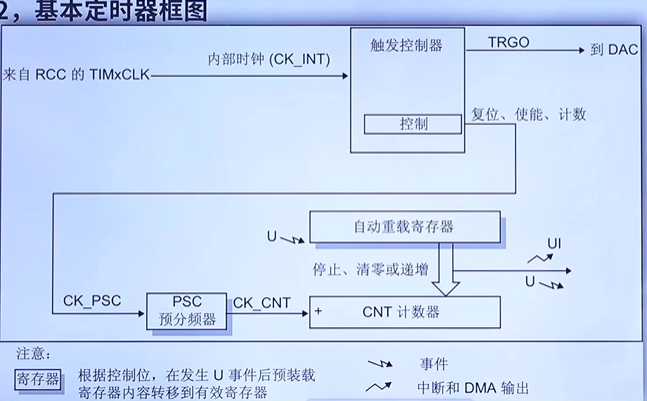 2，基本定时器框图
触发控制器
TRGO
到 DAC
内部时钟 (CK_INT)
来自 RCC 的 TIMxCLK
控制
复位、使能、计数
自动重载寄存器
U
UI
停止、清零或递增
U
CK_PSC
PSC
预分频器
CK_CNT
+
CNT 计数器
注意：
寄存器
根据控制位，在发生 U 事件后预装载
寄存器内容转移到有效寄存器
事件
中断和 DMA 输出